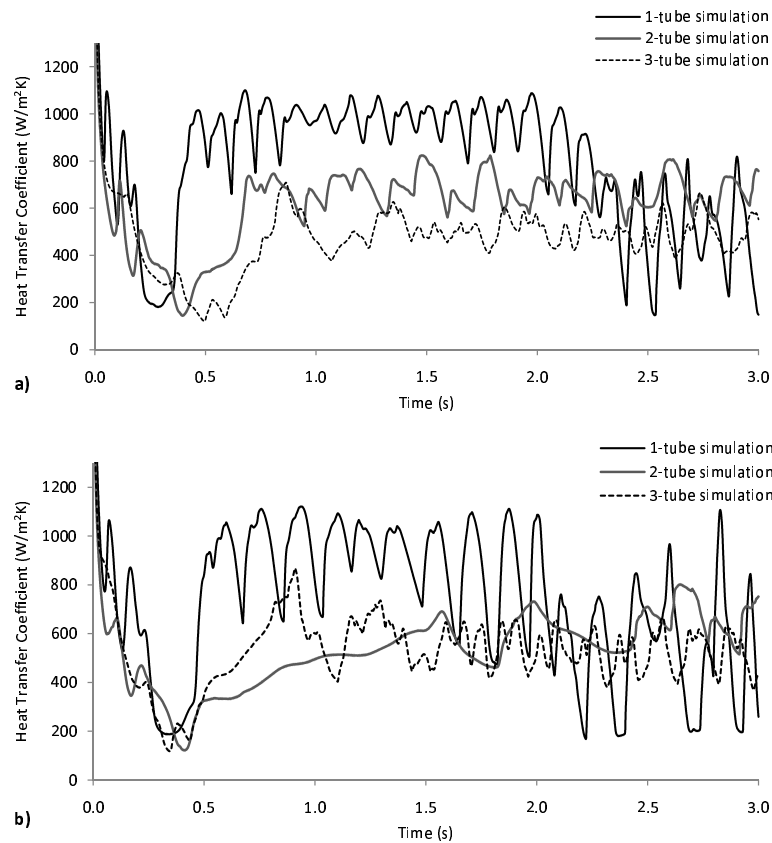 1-tube simulation
2-tube simulation
3-tube simulation
Heat Transfer Coefficient (W/m²K)
1200
1000
800
600
400
200
0
0.0 0.5 1.0 1.5 2.0 2.5 3.0
Time (s)
a)
1-tube simulation
2-tube simulation
3-tube simulation
Heat Transfer Coefficient (W/m²K)
1200
1000
800
600
400
200
0
0.0 0.5 1.0 1.5 2.0 2.5 3.0
Time (s)
b)